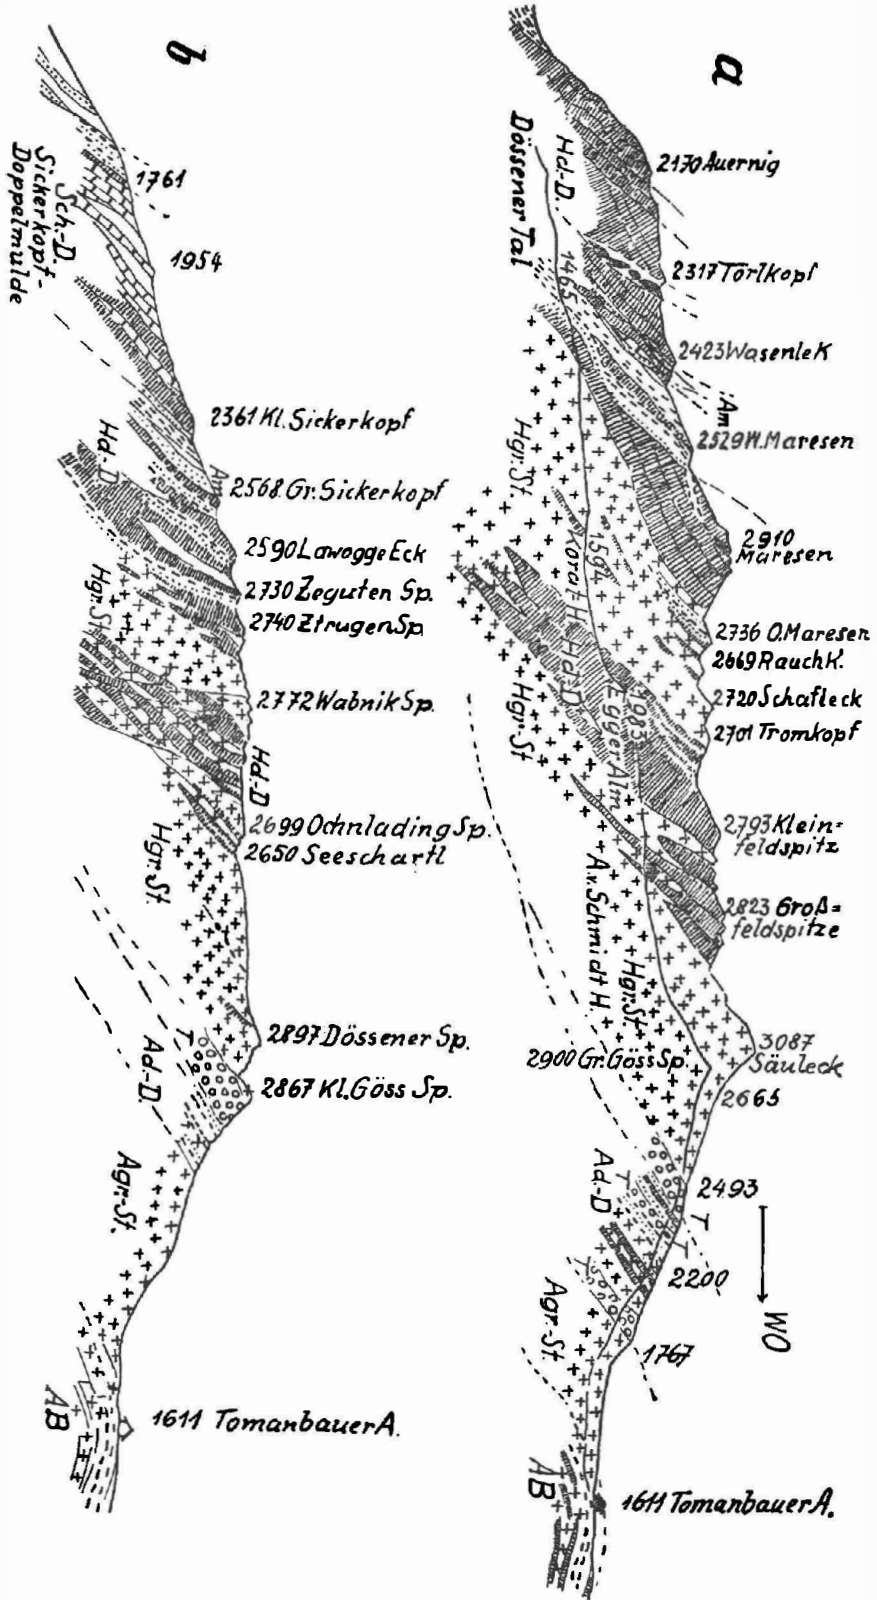 a
2170 Auernig
2317 Törlkopf
2423 Wasenle K
Am
2529 W. Maresen
2910
Maresen
2736 O. Maresen
2669 Rauch K.
2720 Schafleck
2701 Tromkopf
2793 Klein=
feldspitz
2823 Groß=
feldspitze
3087
Säuleck
2665
2493
T
T
2200
1767
WO
1611 Tomanbauer A.
Hd-D.
Dössener Tal
1465
Hgr. St.
1594
Konat H.
Hd-D
1983
Egger Alm
Hgr. St
A.v. Schmidt H.
Hgr. St.
2900 Gr. Göss Sp.
T
Ad-D
T
Agr-St.
AB
b
1761
1954
2361 Kl. Sickerkopf
Am
2568 Gr. Sickerkopf
2590 Lawogge Eck
2730 Zeguten Sp.
2740 Ztrugen Sp.
2772 Wabnik Sp.
Hd-D
2699 Ochnlading Sp.
2650 Seeschartl
2897 Dössener Sp.
2867 Kl. Göss Sp.
1611 Tomanbauer A.
Sch.-D.
Sickerkopf-
Doppelmulde
Hd-D
Hgr. St
Hgr. St.
T
Ad-D
Agr-St.
AB